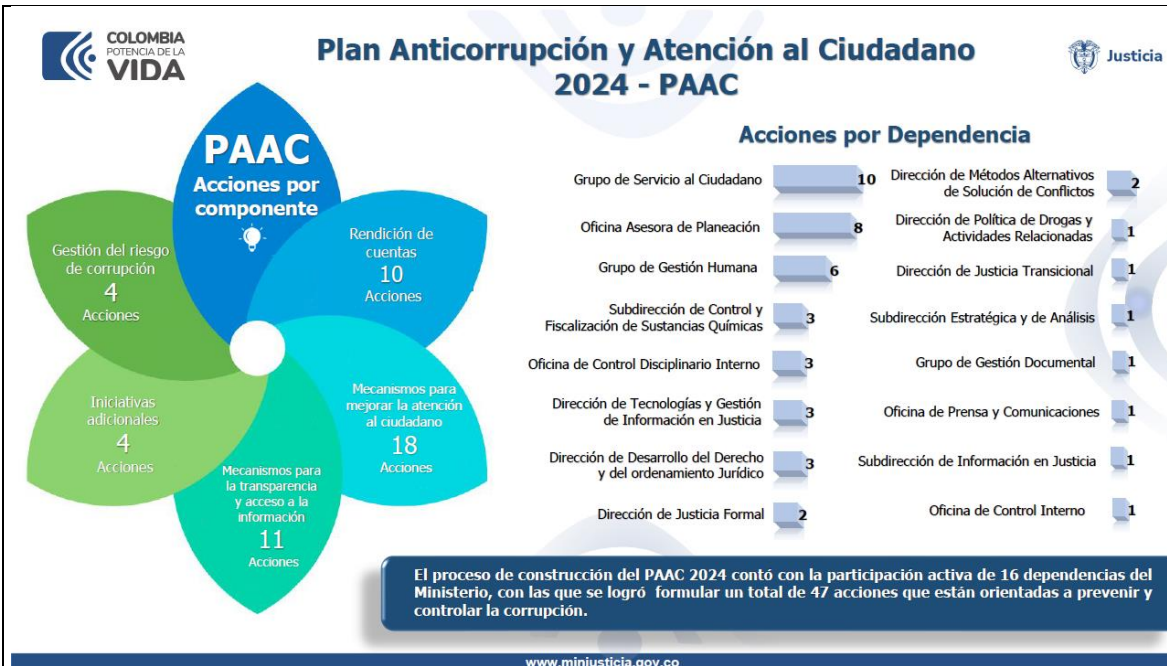 COLOMBIA
POTENCIA DE LA
VIDA
Plan Anticorrupción y Atención al Ciudadano
2024 - PAAC
Justicia
PAAC
Acciones por
componente
Rendición de
cuentas
10
Acciones
Mecanismos para
mejorar la atención
al ciudadano
18
Acciones
Mecanismos para
la transparencia
y acceso a la
información
11
Acciones
Iniciativas
adicionales
4
Acciones
Gestión del riesgo
de corrupción
4
Acciones
Acciones por Dependencia
Grupo de Servicio al Ciudadano 10
Oficina Asesora de Planeación 8
Grupo de Gestión Humana 6
Subdirección de Control y
Fiscalización de Sustancias Químicas 3
Oficina de Control Disciplinario Interno 3
Dirección de Tecnologías y Gestión
de Información en Justicia 3
Dirección de Desarrollo del Derecho
y del ordenamiento Jurídico 3
Dirección de Justicia Formal 2
Dirección de Métodos Alternativos
de Solución de Conflictos 2
Dirección de Política de Drogas y
Actividades Relacionadas 1
Dirección de Justicia Transicional 1
Subdirección Estratégica y de Análisis 1
Grupo de Gestión Documental 1
Oficina de Prensa y Comunicaciones 1
Subdirección de Información en Justicia 1
Oficina de Control Interno 1
El proceso de construcción del PAAC 2024 contó con la participación activa de 16 dependencias del
Ministerio, con las que se logró formular un total de 47 acciones que están orientadas a prevenir y
controlar la corrupción.
www.minjusticia.gov.co